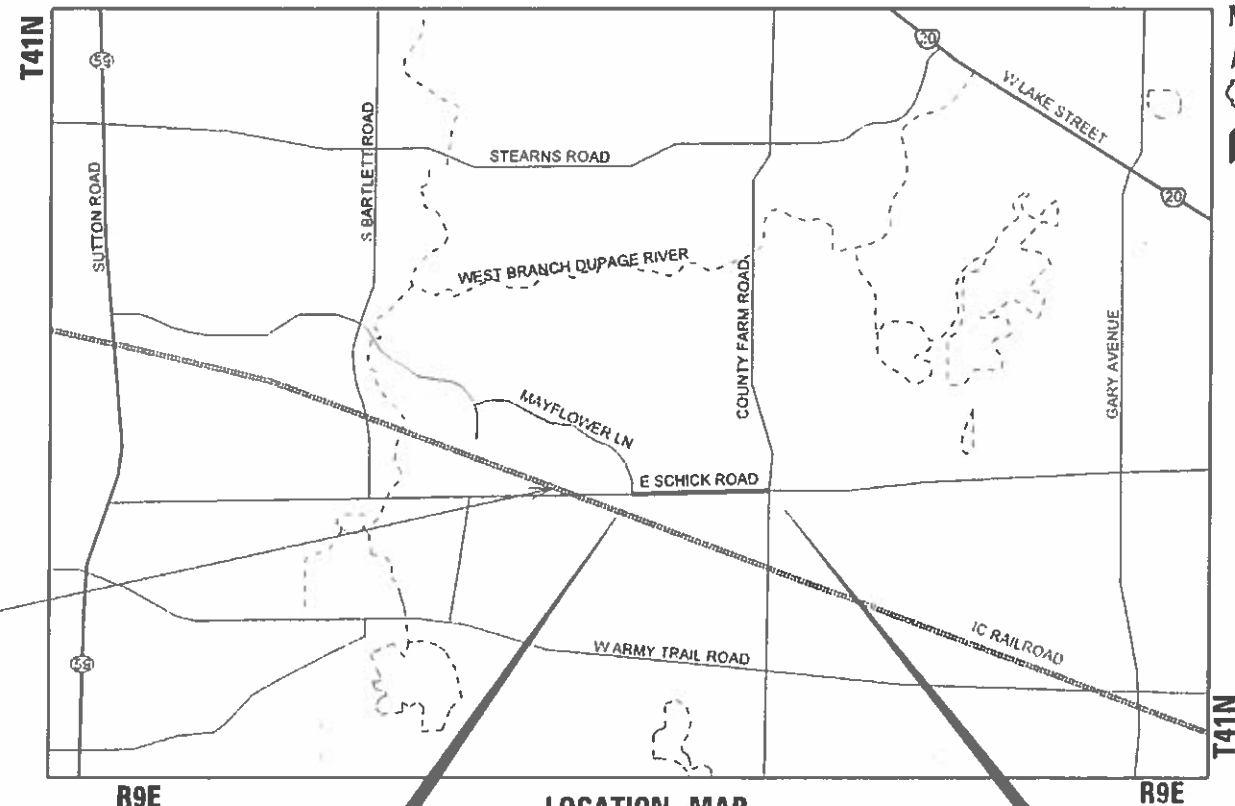 T41N
59
20
W LAKE STREET
S BARTLETT ROAD
STEARNS ROAD
SUTTON ROAD
20
WEST BRANCH DUPAGE RIVER
COUNTY FARM ROAD
GARY AVENUE
MAYFLOWER LN
E SCHICK ROAD
IC RAILROAD
W ARMY TRAIL ROAD
59
T41N
R9E
LOCATION MAP
R9E